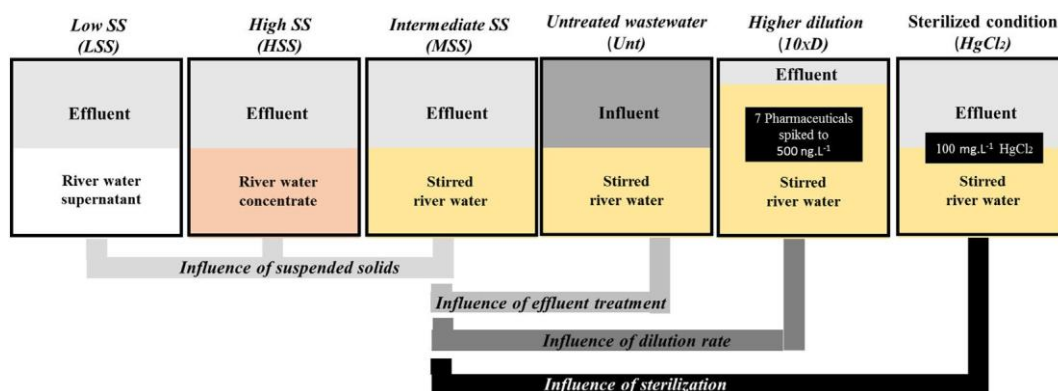 Low SS
(LSS)
High SS
(HSS)
Intermediate SS
(MSS)
Untreated wastewater
(Unt)
Higher dilution
(10xD)
Sterilized condition
(HgCl₂)
Effluent
River water
supernatant
Effluent
River water
concentrate
Effluent
Stirred
river water
Influent
Stirred
river water
Effluent
7 Pharmaceuticals
spiked to
500 ng.L⁻¹
Stirred
river water
Effluent
100 mg.L⁻¹ HgCl₂
Stirred
river water
Influence of suspended solids
Influence of effluent treatment
Influence of dilution rate
Influence of sterilization